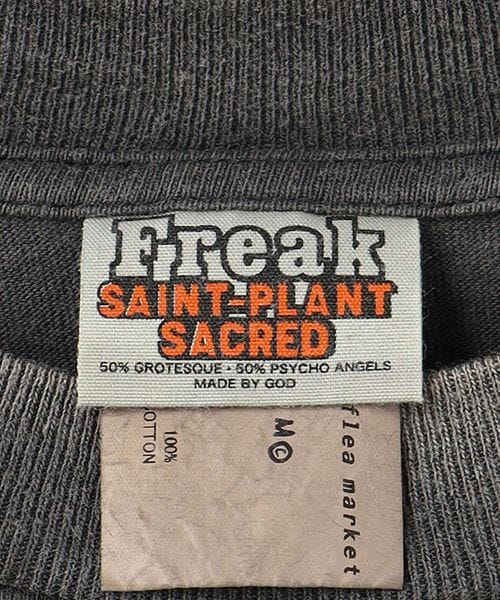 Freak
SAINT-PLANT
SACRED
50% GROTESQUE · 50% PSYCHO ANGELS
MADE BY GOD
flea market
M©
100%
COTTON